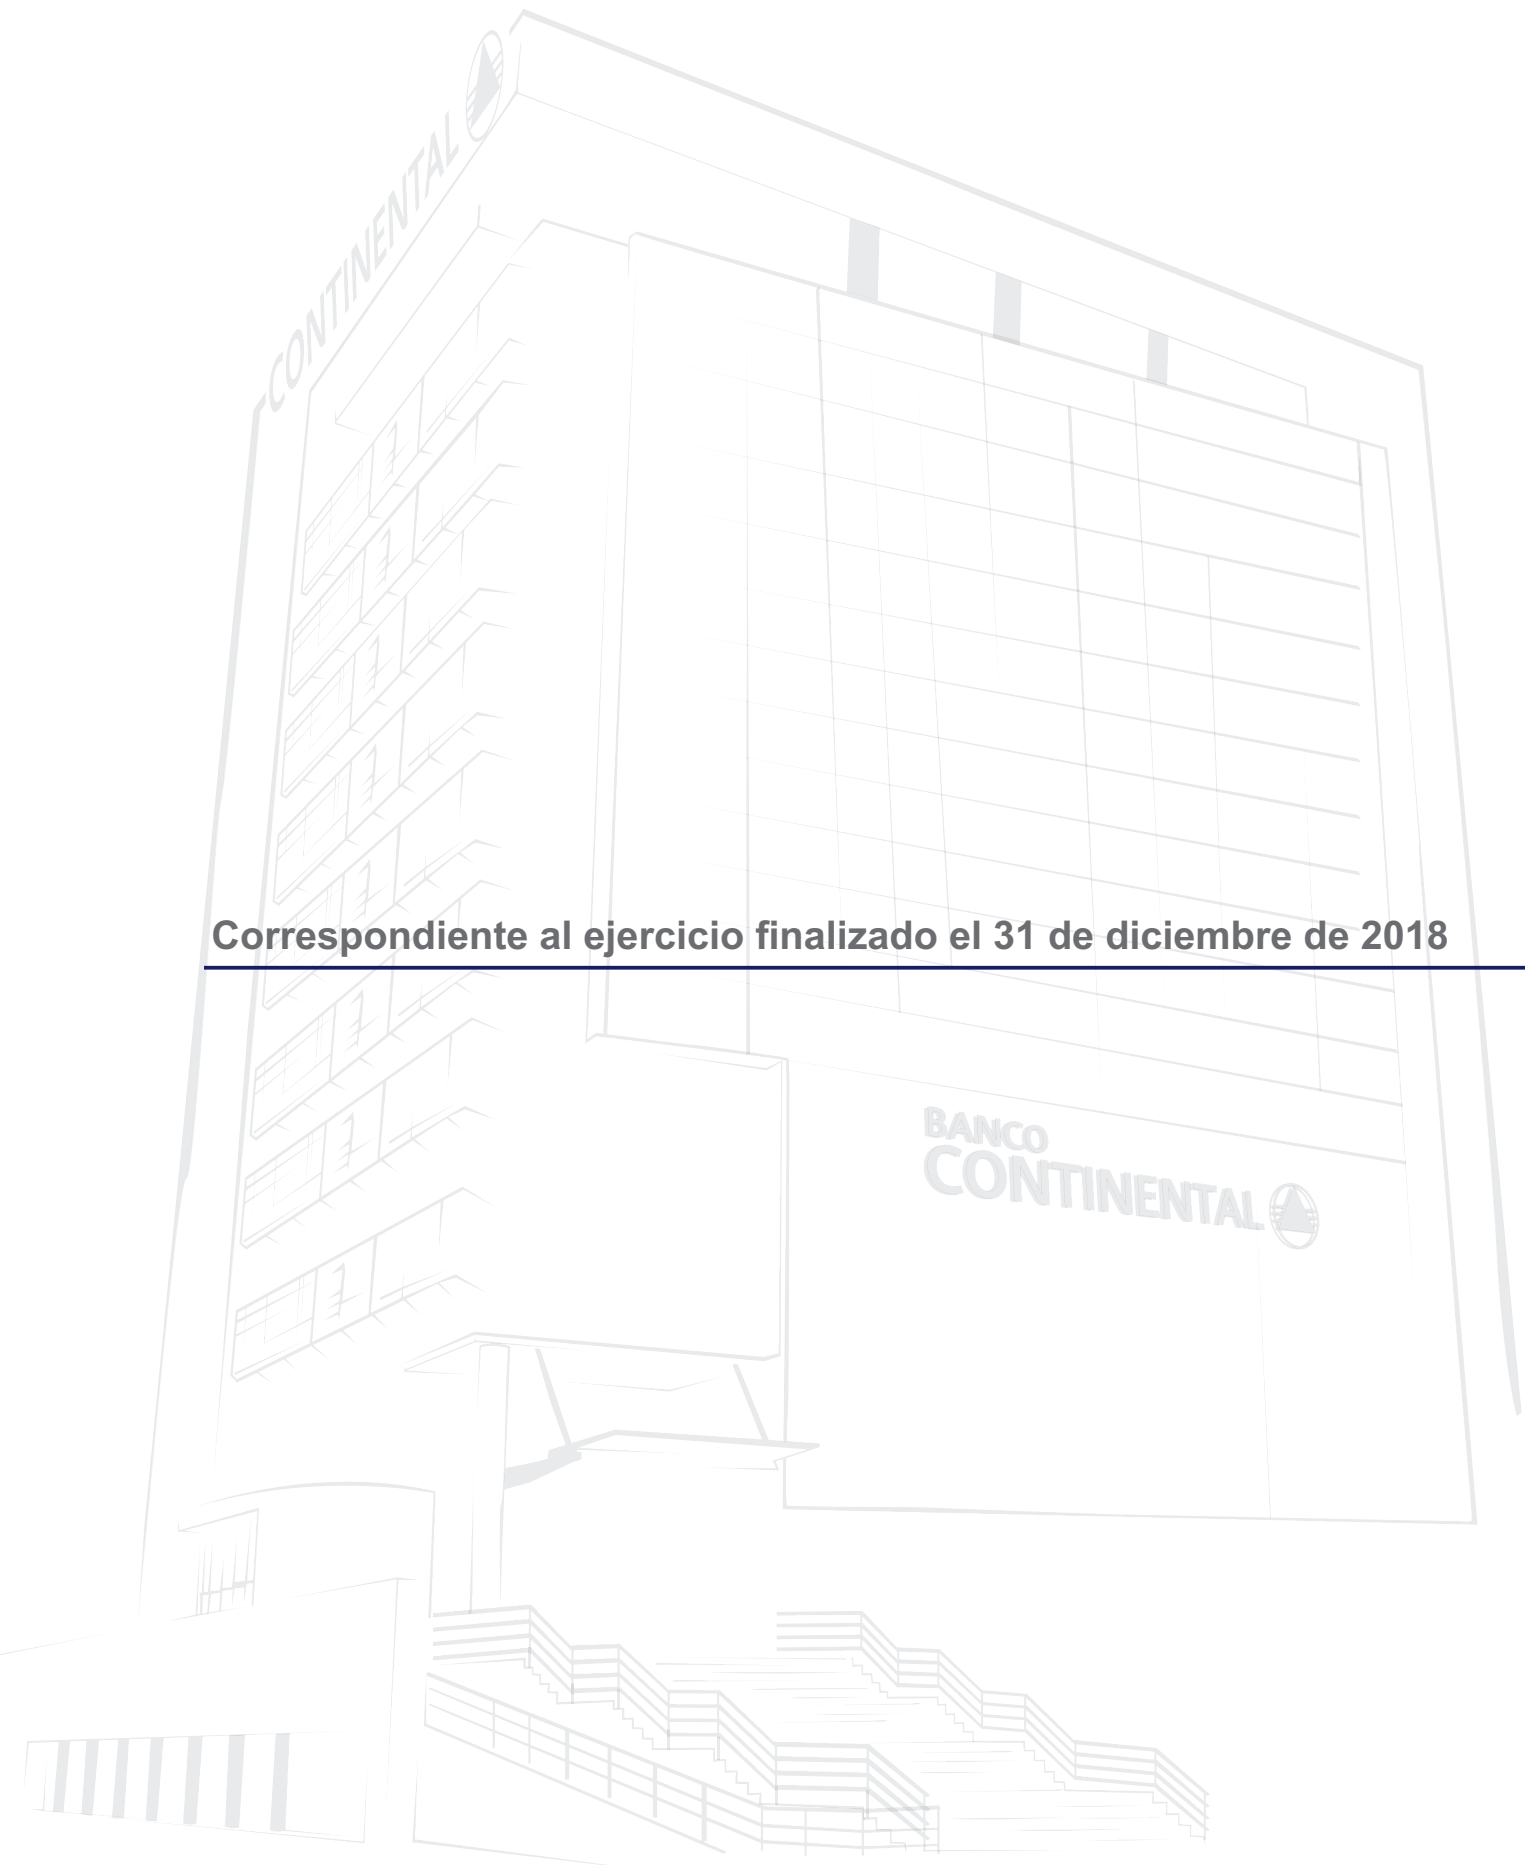 CONTINENTAL
Correspondiente al ejercicio finalizado el 31 de diciembre de 2018
BANCO
CONTINENTAL